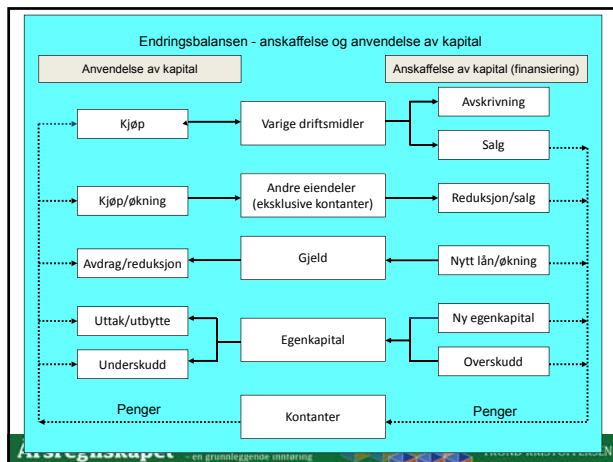 Endringsbalansen - anskaffelse og anvendelse av kapital
Anvendelse av kapital
Anskaffelse av kapital (finansiering)
Kjøp
Varige driftsmidler
Avskrivning
Salg
Kjøp/økning
Andre eiendeler
(eksklusive kontanter)
Reduksjon/salg
Avdrag/reduksjon
Gjeld
Nytt lån/økning
Uttak/utbytte
Underskudd
Egenkapital
Ny egenkapital
Overskudd
Penger
Kontanter
Penger
Årsregnskapet - en grunnleggende innføring
TROND KRISTOFFERSEN